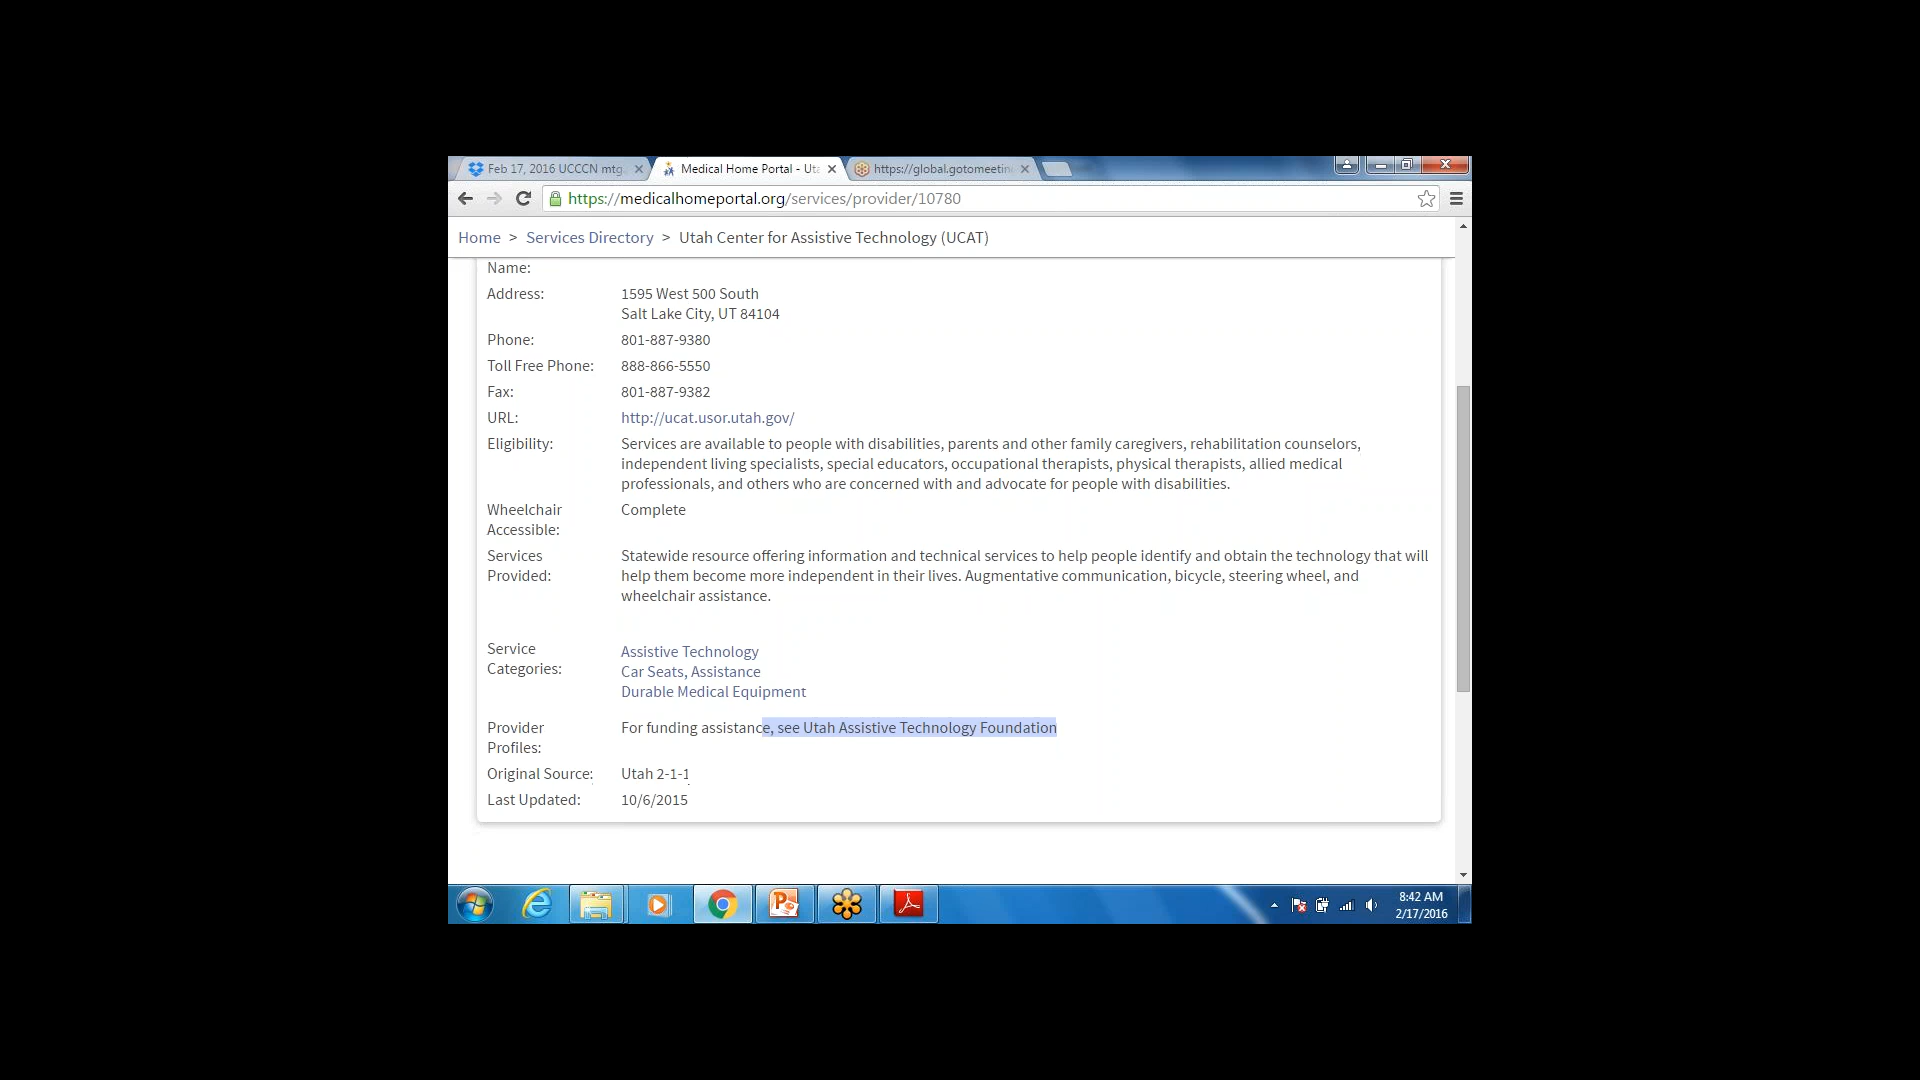 Feb 17, 2016 UCCCN mtg
Medical Home Portal - Uta
https://global.gotomeetin
https://medicalhomeportal.org/services/provider/10780
Home > Services Directory > Utah Center for Assistive Technology (UCAT)
Name:
Address: 1595 West 500 South
Salt Lake City, UT 84104
Phone: 801-887-9380
Toll Free Phone: 888-866-5550
Fax: 801-887-9382
URL: http://ucat.usor.utah.gov/
Eligibility: Services are available to people with disabilities, parents and other family caregivers, rehabilitation counselors,
independent living specialists, special educators, occupational therapists, physical therapists, allied medical
professionals, and others who are concerned with and advocate for people with disabilities.
Wheelchair Complete
Accessible:
Services Statewide resource offering information and technical services to help people identify and obtain the technology that will
Provided: help them become more independent in their lives. Augmentative communication, bicycle, steering wheel, and
wheelchair assistance.
Service Assistive Technology
Categories: Car Seats, Assistance
Durable Medical Equipment
Provider For funding assistance, see Utah Assistive Technology Foundation
Profiles:
Original Source: Utah 2-1-1
Last Updated: 10/6/2015
8:42 AM
2/17/2016